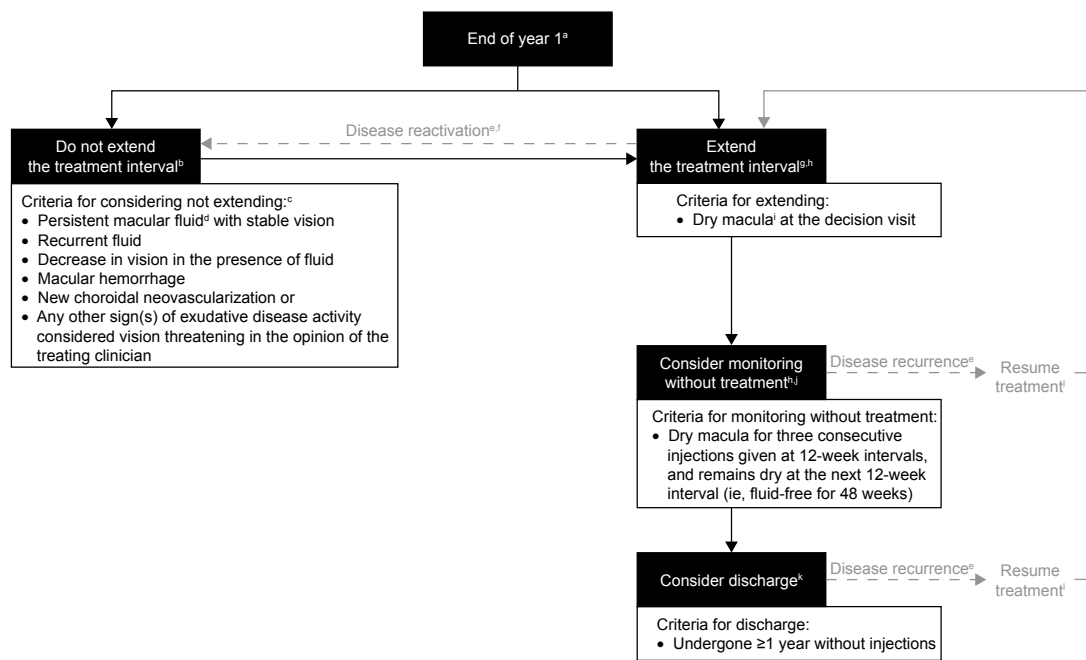 End of year 1ᵃ
Disease reactivationᵉ,ᶠ
Do not extend
the treatment intervalᵇ
Criteria for considering not extending:ᶜ
• Persistent macular fluidᵈ with stable vision
• Recurrent fluid
• Decrease in vision in the presence of fluid
• Macular hemorrhage
• New choroidal neovascularization or
• Any other sign(s) of exudative disease activity
considered vision threatening in the opinion of the
treating clinician
Extend
the treatment intervalᵍ,ʰ
Criteria for extending:
• Dry maculaⁱ at the decision visit
Consider monitoring
without treatmentʰ,ʲ
Disease recurrenceᵉ
Resume
treatmentˡ
Criteria for monitoring without treatment:
• Dry macula for three consecutive
injections given at 12-week intervals,
and remains dry at the next 12-week
interval (ie, fluid-free for 48 weeks)
Consider dischargeᵏ
Disease recurrenceᵉ
Resume
treatmentˡ
Criteria for discharge:
• Undergone ≥1 year without injections